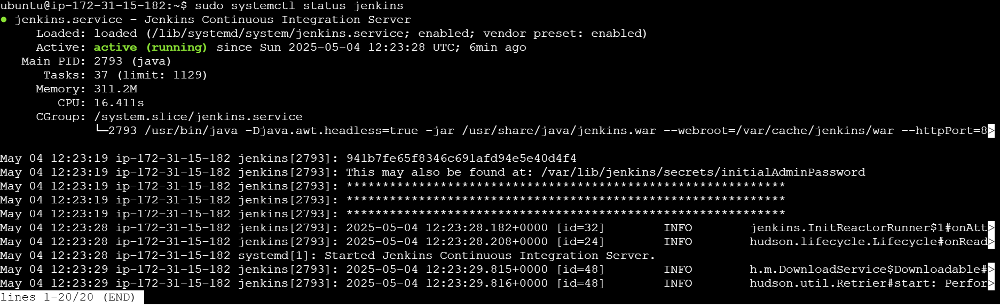 ubuntu@ip-172-31-15-182:~$ sudo systemctl status jenkins
● jenkins.service - Jenkins Continuous Integration Server
Loaded: loaded (/lib/systemd/system/jenkins.service; enabled; vendor preset: enabled)
Active: active (running) since Sun 2025-05-04 12:23:28 UTC; 6min ago
Main PID: 2793 (java)
Tasks: 37 (limit: 1129)
Memory: 311.2M
CPU: 16.411s
CGroup: /system.slice/jenkins.service
└─2793 /usr/bin/java -Djava.awt.headless=true -jar /usr/share/java/jenkins.war --webroot=/var/cache/jenkins/war --httpPort=8>
May 04 12:23:19 ip-172-31-15-182 jenkins[2793]: 941b7fe65f8346c691afd94e5e40d4f4
May 04 12:23:19 ip-172-31-15-182 jenkins[2793]: This may also be found at: /var/lib/jenkins/secrets/initialAdminPassword
May 04 12:23:19 ip-172-31-15-182 jenkins[2793]: *************************************************************
May 04 12:23:19 ip-172-31-15-182 jenkins[2793]: *************************************************************
May 04 12:23:19 ip-172-31-15-182 jenkins[2793]: *************************************************************
May 04 12:23:28 ip-172-31-15-182 jenkins[2793]: 2025-05-04 12:23:28.182+0000 [id=32] INFO jenkins.InitReactorRunner$1#onAtt>
May 04 12:23:28 ip-172-31-15-182 jenkins[2793]: 2025-05-04 12:23:28.208+0000 [id=24] INFO hudson.lifecycle.Lifecycle#onRead>
May 04 12:23:28 ip-172-31-15-182 systemd[1]: Started Jenkins Continuous Integration Server.
May 04 12:23:29 ip-172-31-15-182 jenkins[2793]: 2025-05-04 12:23:29.815+0000 [id=48] INFO h.m.DownloadService$Downloadable#>
May 04 12:23:29 ip-172-31-15-182 jenkins[2793]: 2025-05-04 12:23:29.816+0000 [id=48] INFO hudson.util.Retrier#start: Perfor>
lines 1-20/20 (END)